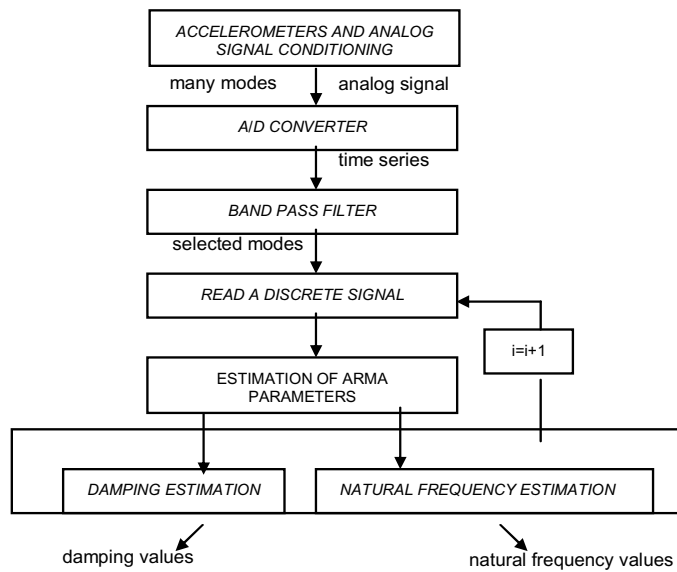 ACCELEROMETERS AND ANALOG
SIGNAL CONDITIONING
many modes
analog signal
A/D CONVERTER
time series
BAND PASS FILTER
selected modes
READ A DISCRETE SIGNAL
i=i+1
ESTIMATION OF ARMA
PARAMETERS
DAMPING ESTIMATION
NATURAL FREQUENCY ESTIMATION
damping values
natural frequency values